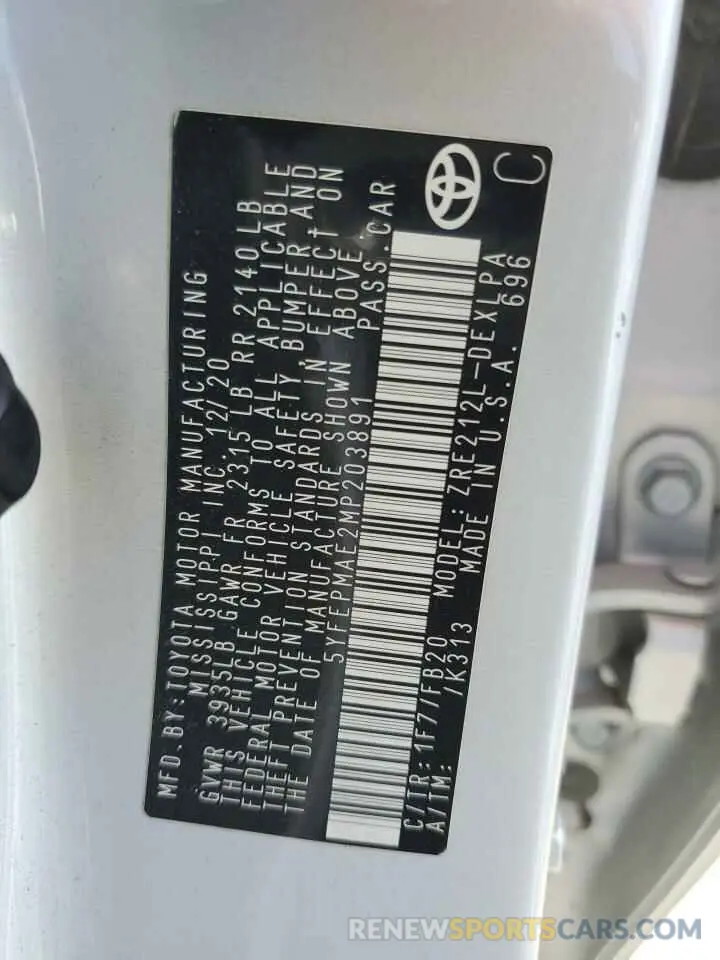 MFD. BY: TOYOTA MOTOR MANUFACTURING
MISSISSIPPI INC. 12/20
GVWR 3935LB GAWR FR 2315 LB RR 2140 LB
THIS VEHICLE CONFORMS TO ALL APPLICABLE
FEDERAL MOTOR VEHICLE SAFETY, BUMPER AND
THEFT PREVENTION STANDARDS IN EFFECT ON
THE DATE OF MANUFACTURE SHOWN ABOVE.
5YFEPMAE2MP203891 PASS. CAR
C/TR: 1F7/FB20 MODEL: ZRE212L-DEXLPA
A/TM: /K313 MADE IN U.S.A. 696
C
RENEWSPORTSCARS.COM